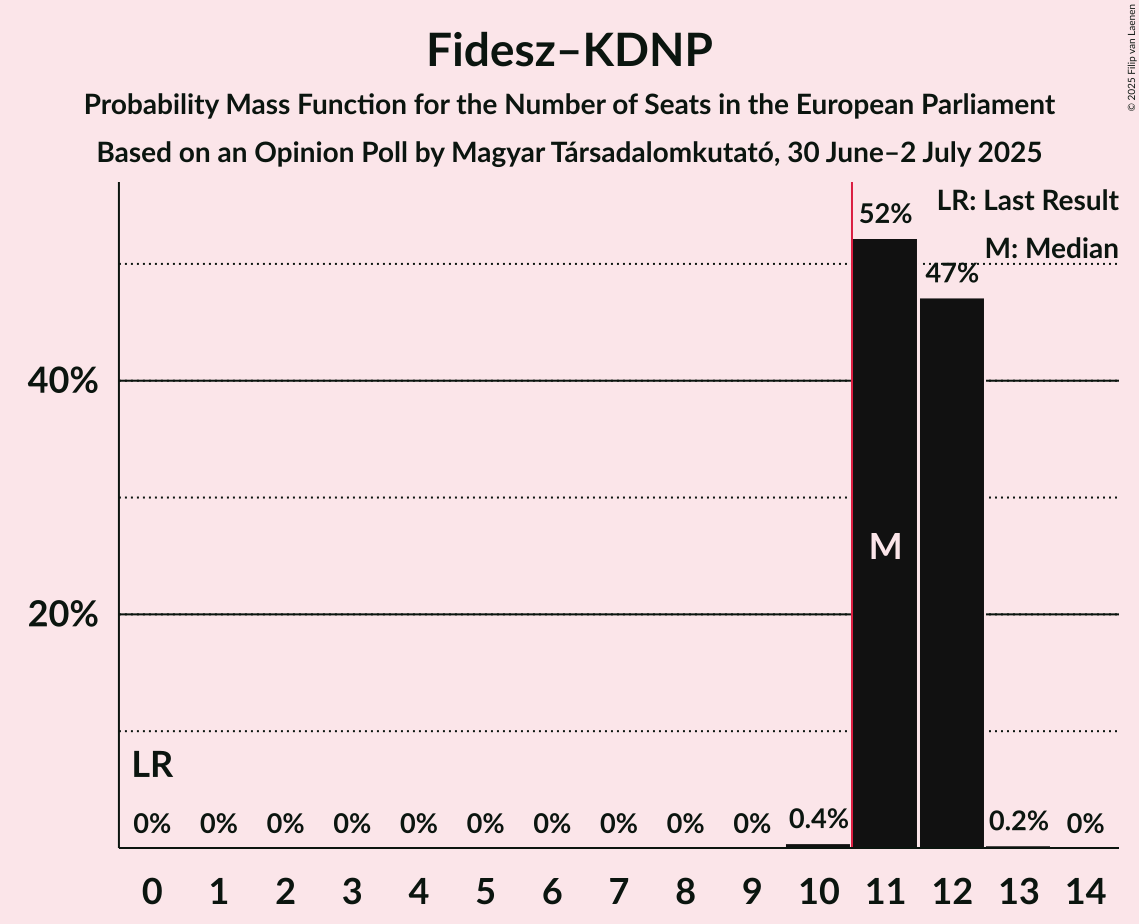 Fidesz–KDNP
Probability Mass Function for the Number of Seats in the European Parliament
Based on an Opinion Poll by Magyar Társadalomkutató, 30 June–2 July 2025
© 2025 Filip van Laenen
LR: Last Result
M: Median
52%
47%
40%
M
20%
LR
0% 0% 0% 0% 0% 0% 0% 0% 0% 0% 0.4% 0.2% 0%
0 1 2 3 4 5 6 7 8 9 10 11 12 13 14